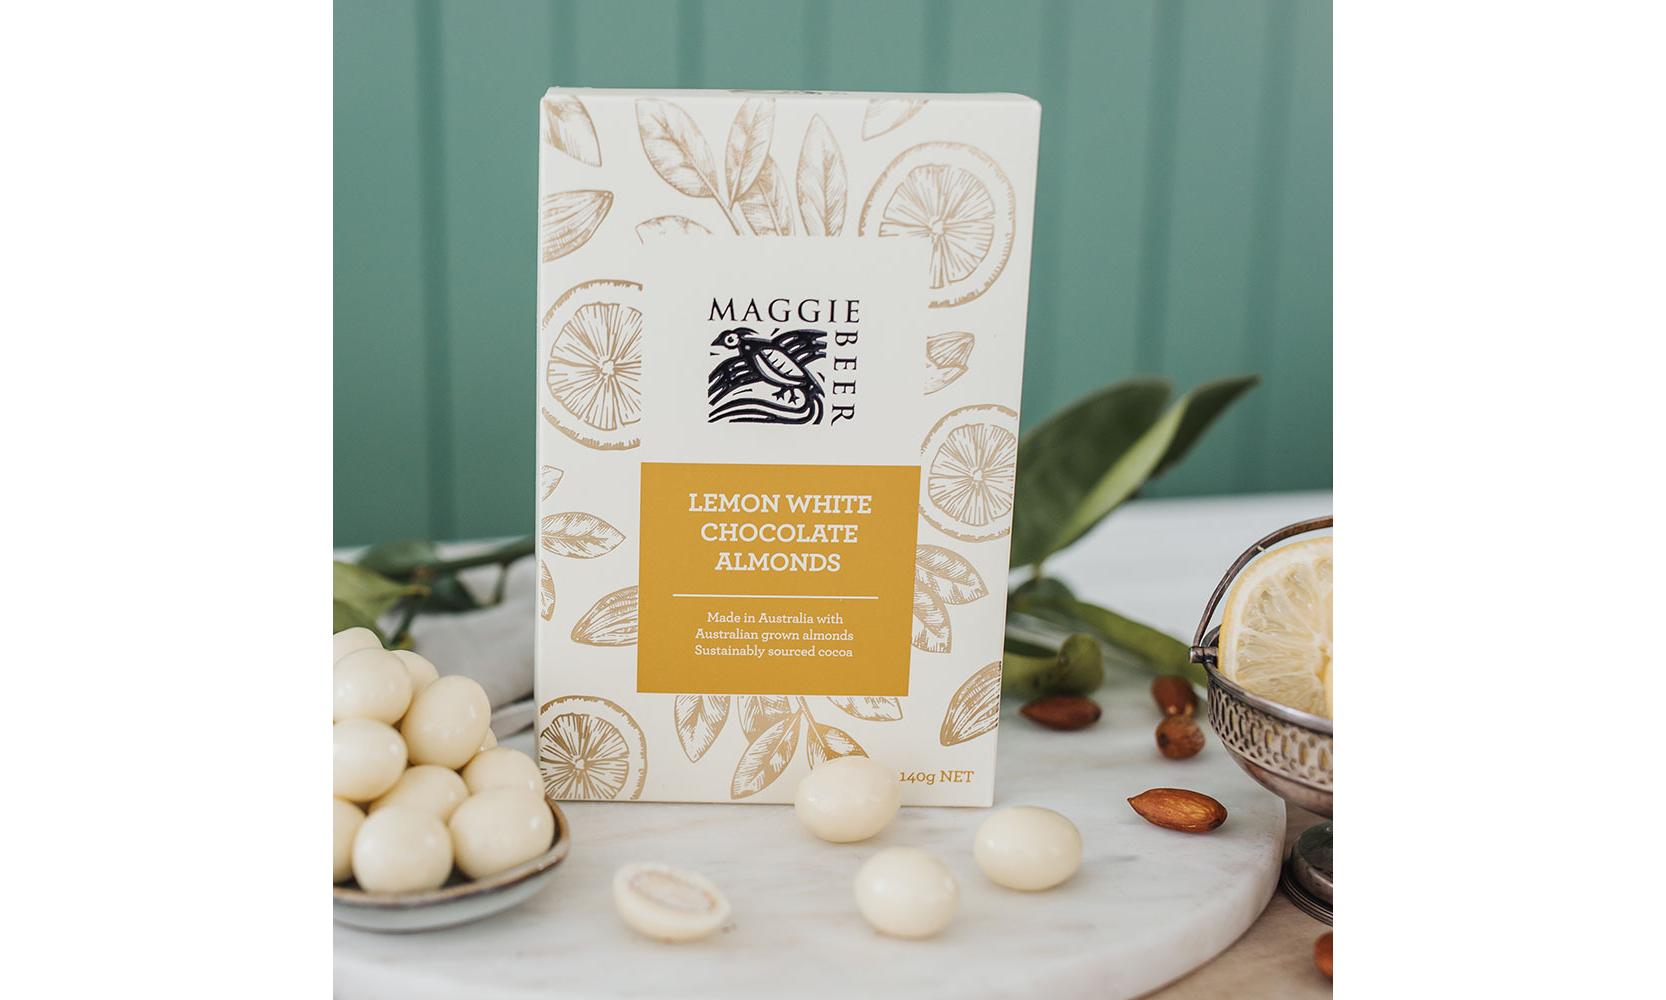 MAGGIE
BEER
LEMON WHITE
CHOCOLATE
ALMONDS
Made in Australia with
Australian grown almonds
Sustainably sourced cocoa
140g NET